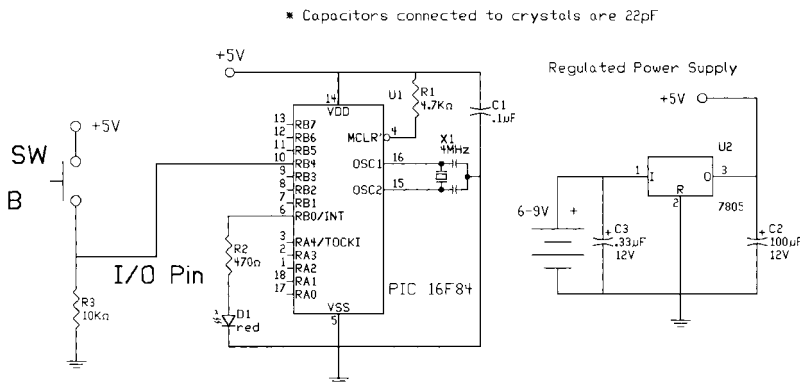 * Capacitors connected to crystals are 22pF
+5V
Regulated Power Supply
+5V
SW
B
I/O Pin
R3
10KΩ
14
VDD
U1
R1
4.7KΩ
C1
.1µF
13 RB7
12 RB6
11 RB5
10 RB4
9 RB3
8 RB2
7 RB1
6 RB0/INT
3 RA4/TOCKI
2 RA3
1 RA2
18 RA1
17 RA0
MCLR' 4
X1
4MHz
OSC1 16
OSC2 15
R2
470Ω
D1
red
VSS
5
PIC 16F84
+5V
U2
1 I O 3
R
2
7805
6-9V +
+ C3
.33µF
12V
+ C2
100µF
12V